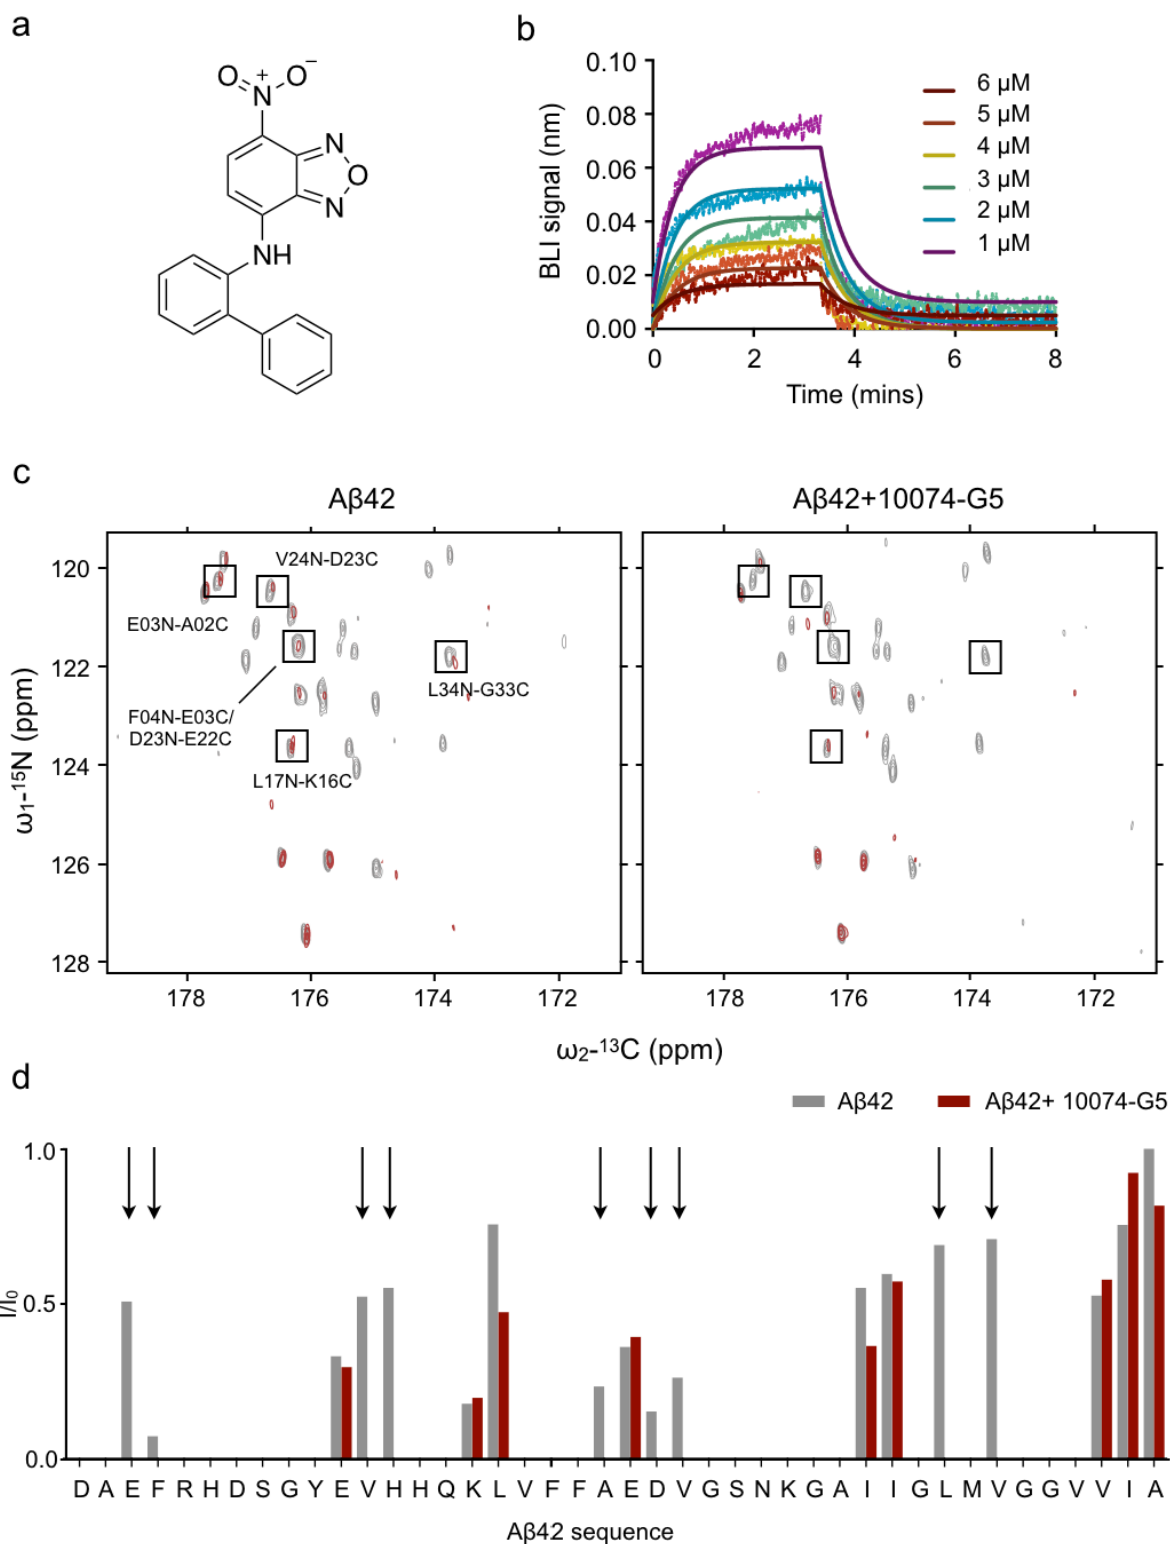 a
b
O
N
+
O
−
N
O
N
NH
BLI signal (nm)
0.10
0.08
0.06
0.04
0.02
0.00
6 µM
5 µM
4 µM
3 µM
2 µM
1 µM
0
2
4
6
8
Time (mins)
c
Aβ42
Aβ42+10074-G5
ω₁-¹⁵N (ppm)
120
122
124
126
128
V24N-D23C
E03N-A02C
F04N-E03C/
D23N-E22C
L34N-G33C
L17N-K16C
178 176 174 172
178 176 174 172
ω₂-¹³C (ppm)
d
Aβ42
Aβ42+ 10074-G5
I/I₀
1.0
0.5
0.0
D A E F R H D S G Y E V H H Q K L V F F A E D V G S N K G A I I G L M V G G V V I A
Aβ42 sequence